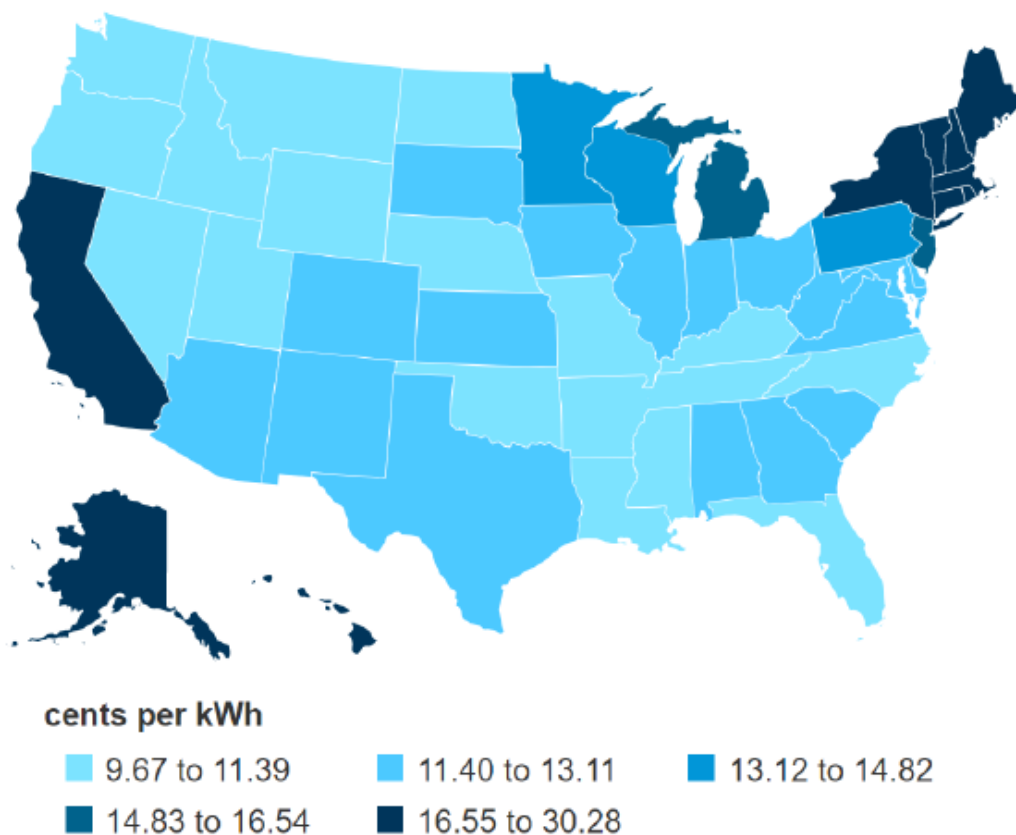 cents per kWh
9.67 to 11.39 11.40 to 13.11 13.12 to 14.82
14.83 to 16.54 16.55 to 30.28